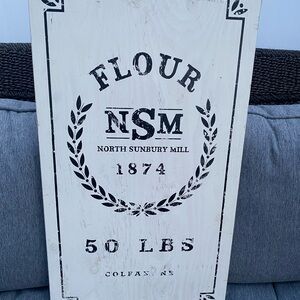 FLOUR
NSM
NORTH SUNBURY MILL
1874
50 LBS
COLFAX, NS